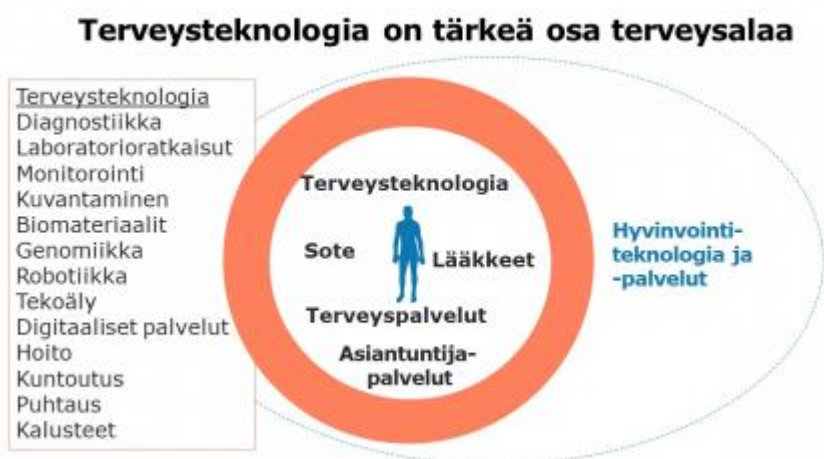 Terveysteknologia on tärkeä osa terveysalaa
Terveysteknologia
Diagnostiikka
Laboratorioratkaisut
Monitorointi
Kuvantaminen
Biomateriaalit
Genomiikka
Robotiikka
Tekoäly
Digitaaliset palvelut
Hoito
Kuntoutus
Puhtaus
Kalusteet
Terveysteknologia
Sote
Lääkkeet
Terveyspalvelut
Asiantuntija-
palvelut
Hyvinvointi-
teknologia ja
-palvelut